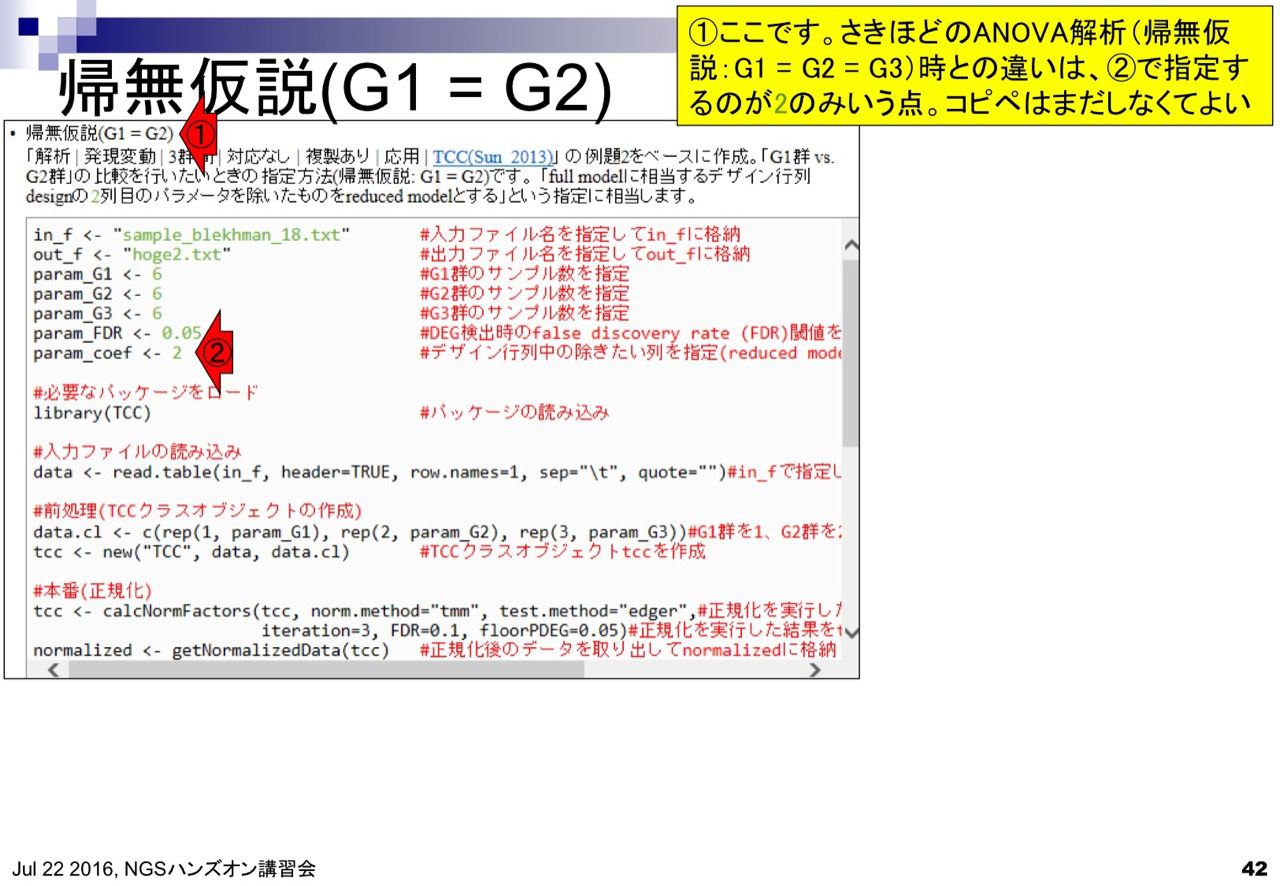 ①ここです。さきほどのANOVA解析（帰無仮
説：G1 = G2 = G3）時との違いは、②で指定す
るのが2のみいう点。コピペはまだしなくてよい
帰無仮説(G1 = G2)
• 帰無仮説(G1 = G2) ①
「解析 | 発現変動 | 3群間 | 対応なし | 複製あり | 応用 | TCC(Sun_2013)」の例題2をベースに作成。「G1群 vs.
G2群」の比較を行いたいときの指定方法(帰無仮説: G1 = G2)です。「full modelに相当するデザイン行列
designの2列目のパラメータを除いたものをreduced modelとする」という指定に相当します。
in_f <- "sample_blekhman_18.txt" #入力ファイル名を指定してin_fに格納
out_f <- "hoge2.txt" #出力ファイル名を指定してout_fに格納
param_G1 <- 6 #G1群のサンプル数を指定
param_G2 <- 6 #G2群のサンプル数を指定
param_G3 <- 6 #G3群のサンプル数を指定
param_FDR <- 0.05 #DEG検出時のfalse discovery rate (FDR)閾値を
param_coef <- 2 ② #デザイン行列中の除きたい列を指定(reduced mode
#必要なパッケージをロード
library(TCC) #パッケージの読み込み
#入力ファイルの読み込み
data <- read.table(in_f, header=TRUE, row.names=1, sep="\t", quote="")#in_fで指定し
#前処理(TCCクラスオブジェクトの作成)
data.cl <- c(rep(1, param_G1), rep(2, param_G2), rep(3, param_G3))#G1群を1、G2群を2
tcc <- new("TCC", data, data.cl) #TCCクラスオブジェクトtccを作成
#本番(正規化)
tcc <- calcNormFactors(tcc, norm.method="tmm", test.method="edger",#正規化を実行した
iteration=3, FDR=0.1, floorPDEG=0.05)#正規化を実行した結果をt
normalized <- getNormalizedData(tcc) #正規化後のデータを取り出してnormalizedに格納
Jul 22 2016, NGSハンズオン講習会
42